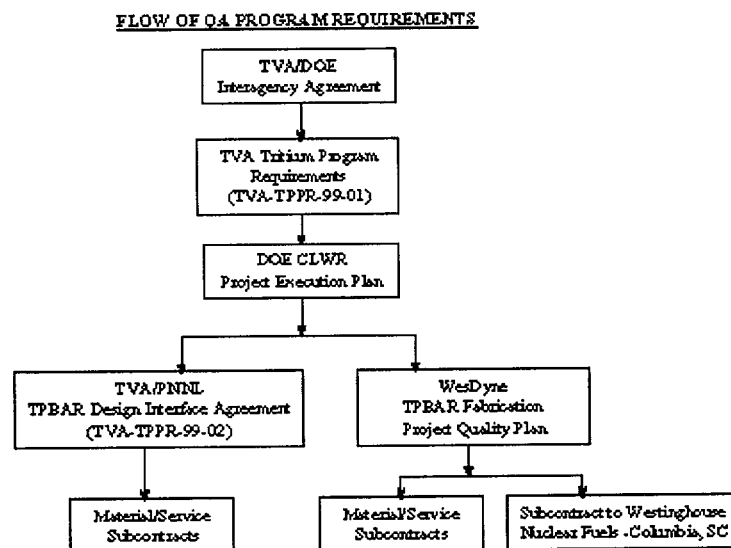 FLOW OF QA PROGRAM REQUIREMENTS
TVA/DOE
Interagency Agreement
TVA Tritium Program
Requirements
(TVA-TPPR-99-01)
DOE CLWR
Project Execution Plan
TVA/PNNL
TPBAR Design Interface Agreement
(TVA-TPPR-99-02)
WesDyne
TPBAR Fabrication
Project Quality Plan
Material/Service
Subcontracts
Material/Service
Subcontracts
Subcontract to Westinghouse
Nuclear Fuels - Columbia, SC